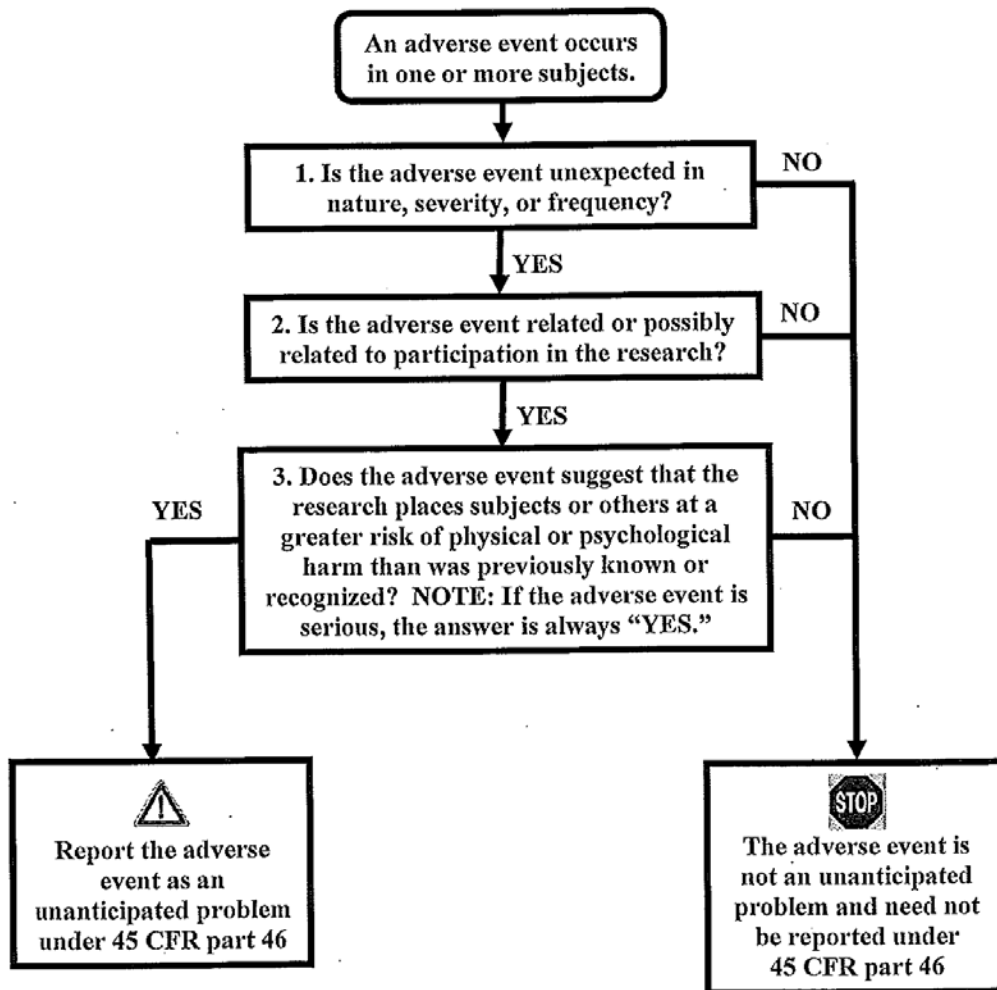 An adverse event occurs
in one or more subjects.
1. Is the adverse event unexpected in
nature, severity, or frequency?
NO
YES
2. Is the adverse event related or possibly
related to participation in the research?
NO
YES
3. Does the adverse event suggest that the
research places subjects or others at a
greater risk of physical or psychological
harm than was previously known or
recognized? NOTE: If the adverse event is
serious, the answer is always “YES.”
YES
NO
Report the adverse
event as an
unanticipated problem
under 45 CFR part 46
STOP
The adverse event is
not an unanticipated
problem and need not
be reported under
45 CFR part 46